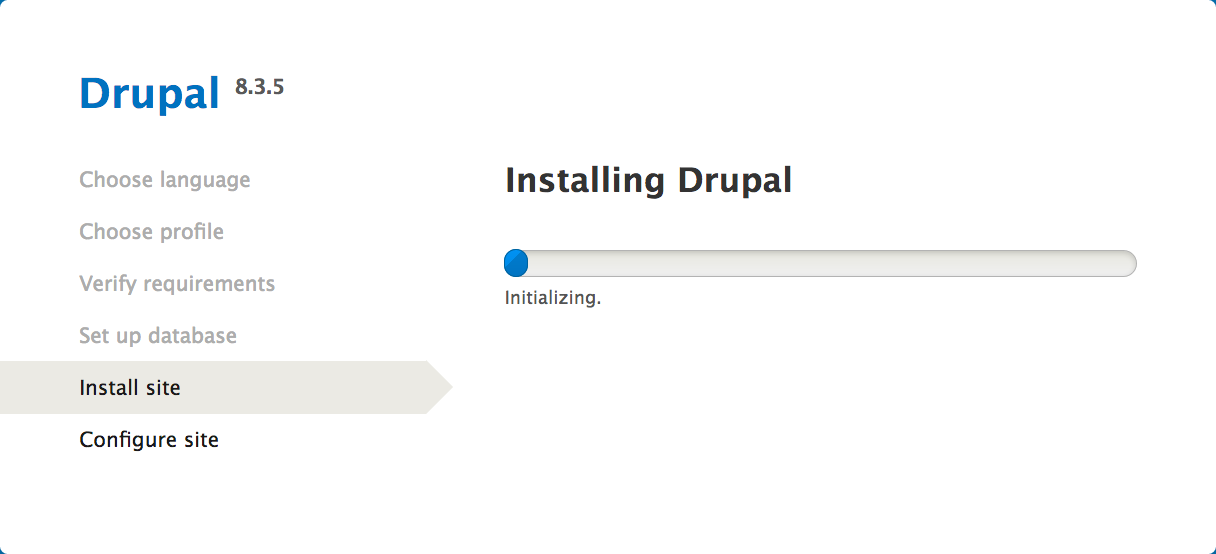 Drupal 8.3.5
Choose language
Choose profile
Verify requirements
Set up database
Install site
Configure site
Installing Drupal
Initializing.